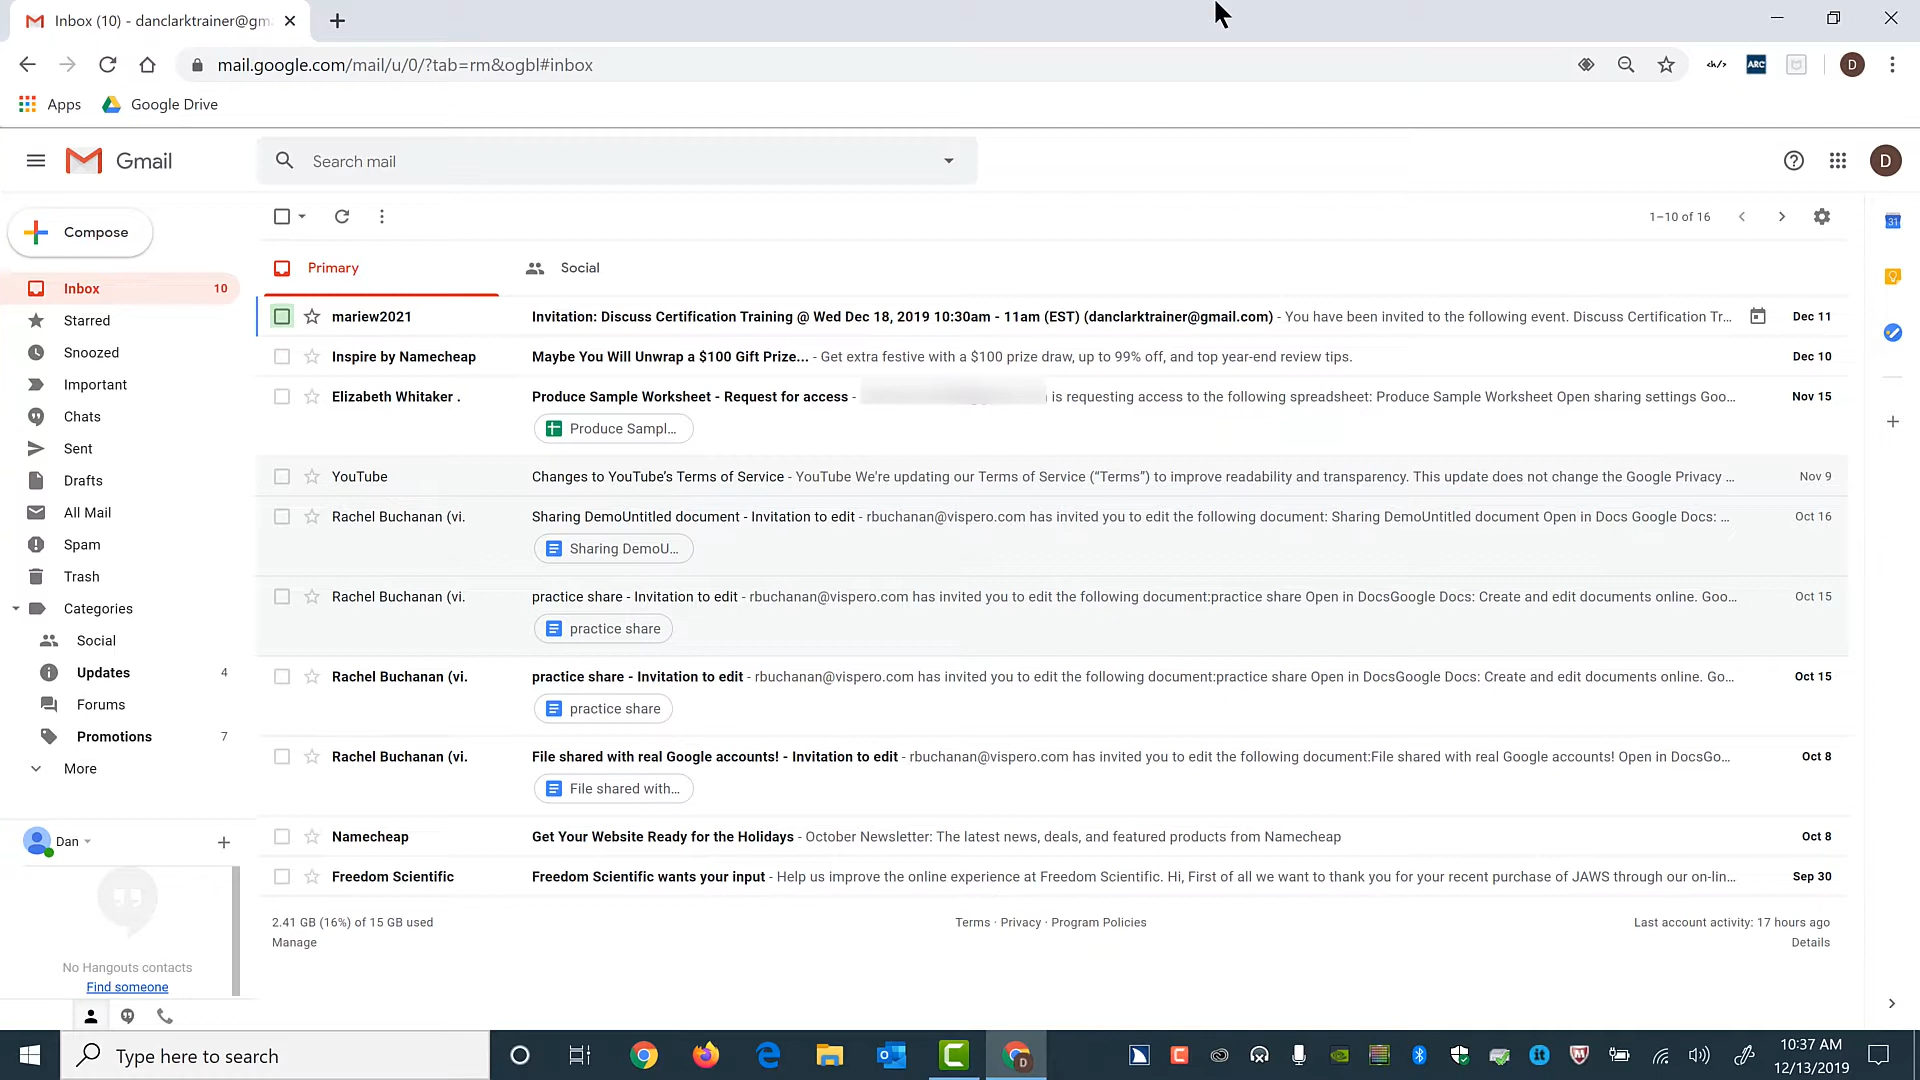 Inbox (10) - danclarktrainer@gm
mail.google.com/mail/u/0/?tab=rm&ogbl#inbox
ARC
D
Apps
Google Drive
Gmail
Search mail
D
Compose
1–10 of 16
31
Primary
Social
Inbox 10
Starred
Snoozed
Important
Chats
Sent
Drafts
All Mail
Spam
Trash
Categories
Social
Updates 4
Forums
Promotions 7
More
mariew2021 Invitation: Discuss Certification Training @ Wed Dec 18, 2019 10:30am - 11am (EST) (danclarktrainer@gmail.com) - You have been invited to the following event. Discuss Certification Tr... Dec 11
Inspire by Namecheap Maybe You Will Unwrap a $100 Gift Prize... - Get extra festive with a $100 prize draw, up to 99% off, and top year-end review tips. Dec 10
Elizabeth Whitaker . Produce Sample Worksheet - Request for access - is requesting access to the following spreadsheet: Produce Sample Worksheet Open sharing settings Goo... Nov 15
Produce Sampl...
YouTube Changes to YouTube’s Terms of Service - YouTube We're updating our Terms of Service (“Terms”) to improve readability and transparency. This update does not change the Google Privacy ... Nov 9
Rachel Buchanan (vi. Sharing DemoUntitled document - Invitation to edit - rbuchanan@vispero.com has invited you to edit the following document: Sharing DemoUntitled document Open in Docs Google Docs: ... Oct 16
Sharing DemoU...
Rachel Buchanan (vi. practice share - Invitation to edit - rbuchanan@vispero.com has invited you to edit the following document:practice share Open in DocsGoogle Docs: Create and edit documents online. Goo... Oct 15
practice share
Rachel Buchanan (vi. practice share - Invitation to edit - rbuchanan@vispero.com has invited you to edit the following document:practice share Open in DocsGoogle Docs: Create and edit documents online. Go... Oct 15
practice share
Rachel Buchanan (vi. File shared with real Google accounts! - Invitation to edit - rbuchanan@vispero.com has invited you to edit the following document:File shared with real Google accounts! Open in DocsGo... Oct 8
File shared with...
Namecheap Get Your Website Ready for the Holidays - October Newsletter: The latest news, deals, and featured products from Namecheap Oct 8
Freedom Scientific Freedom Scientific wants your input - Help us improve the online experience at Freedom Scientific. Hi, First of all we want to thank you for your recent purchase of JAWS through our on-lin... Sep 30
2.41 GB (16%) of 15 GB used
Manage
Terms · Privacy · Program Policies
Last account activity: 17 hours ago
Details
Dan
No Hangouts contacts
Find someone
Type here to search
10:37 AM
12/13/2019